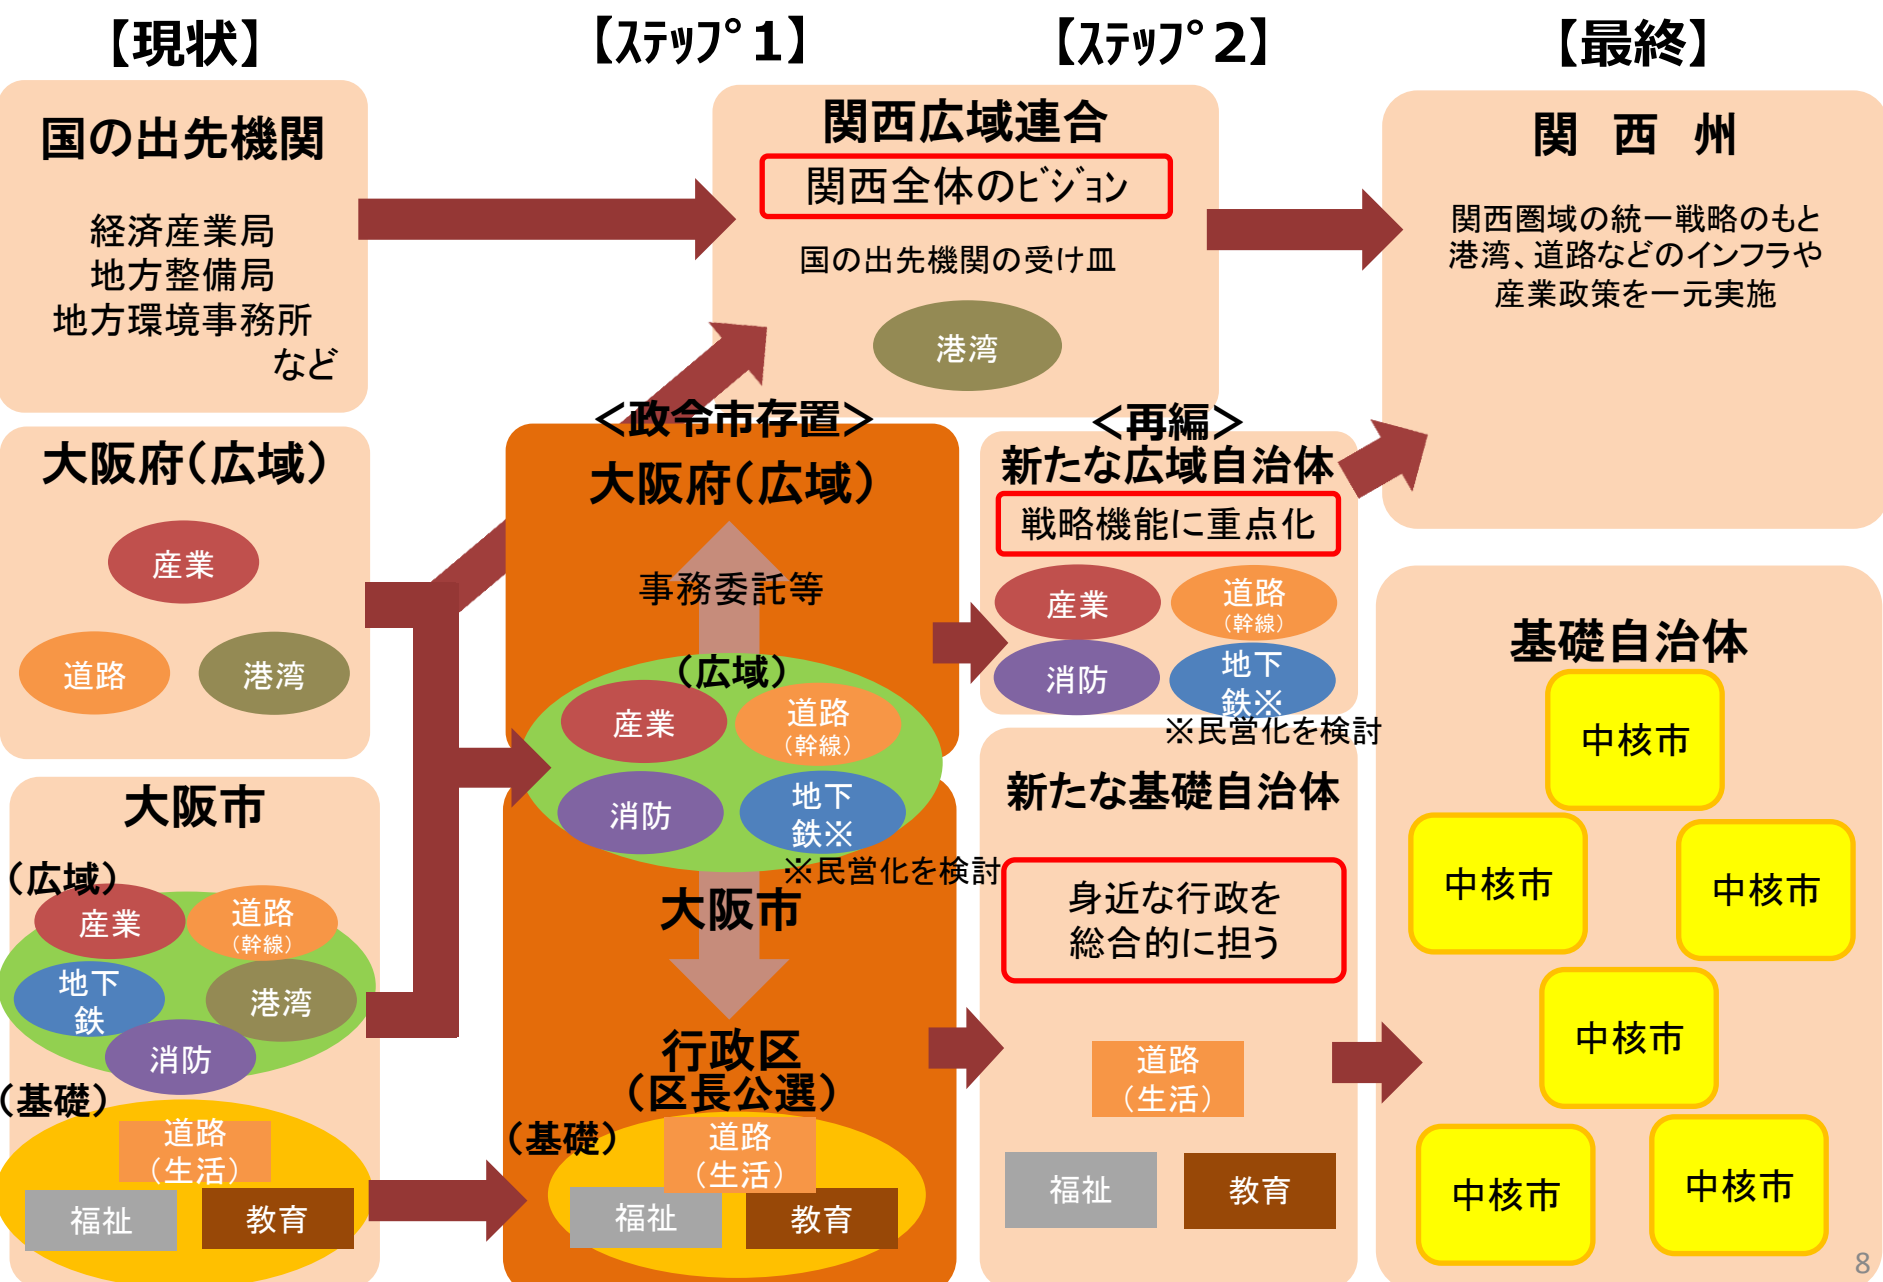 【現状】
【ｽﾃｯﾌﾟ1】
【ｽﾃｯﾌﾟ2】
【最終】
国の出先機関
経済産業局
地方整備局
地方環境事務所
など
関西広域連合
関西全体のﾋﾞｼﾞｮﾝ
国の出先機関の受け皿
港湾
関　西　州
関西圏域の統一戦略のもと
港湾、道路などのインフラや
産業政策を一元実施
大阪府（広域）
産業
道路
港湾
＜政令市存置＞
大阪府（広域）
事務委託等
（広域）
産業
道路
（幹線）
消防
地下
鉄※
※民営化を検討
大阪市
行政区
（区長公選）
（基礎）
道路
（生活）
福祉
教育
＜再編＞
新たな広域自治体
戦略機能に重点化
産業
道路
（幹線）
消防
地下
鉄※
※民営化を検討
新たな基礎自治体
身近な行政を
総合的に担う
道路
（生活）
福祉
教育
大阪市
（広域）
産業
道路
（幹線）
地下
鉄
港湾
消防
（基礎）
道路
（生活）
福祉
教育
基礎自治体
中核市
中核市
中核市
中核市
中核市
中核市
8